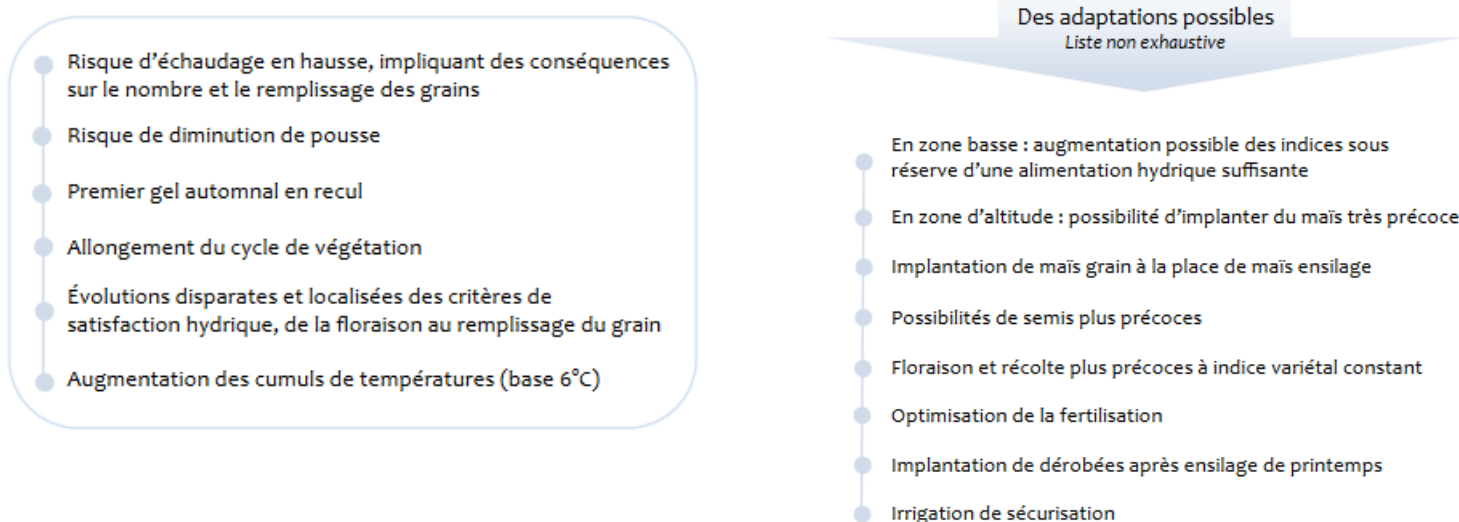 Risque d’échaudage en hausse, impliquant des conséquences
sur le nombre et le remplissage des grains
Risque de diminution de pousse
Premier gel automnal en recul
Allongement du cycle de végétation
Évolutions disparates et localisées des critères de
satisfaction hydrique, de la floraison au remplissage du grain
Augmentation des cumuls de températures (base 6°C)
Des adaptations possibles
Liste non exhaustive
En zone basse : augmentation possible des indices sous
réserve d’une alimentation hydrique suffisante
En zone d’altitude : possibilité d’implanter du maïs très précoce
Implantation de maïs grain à la place de maïs ensilage
Possibilités de semis plus précoces
Floraison et récolte plus précoces à indice variétal constant
Optimisation de la fertilisation
Implantation de dérobées après ensilage de printemps
Irrigation de sécurisation